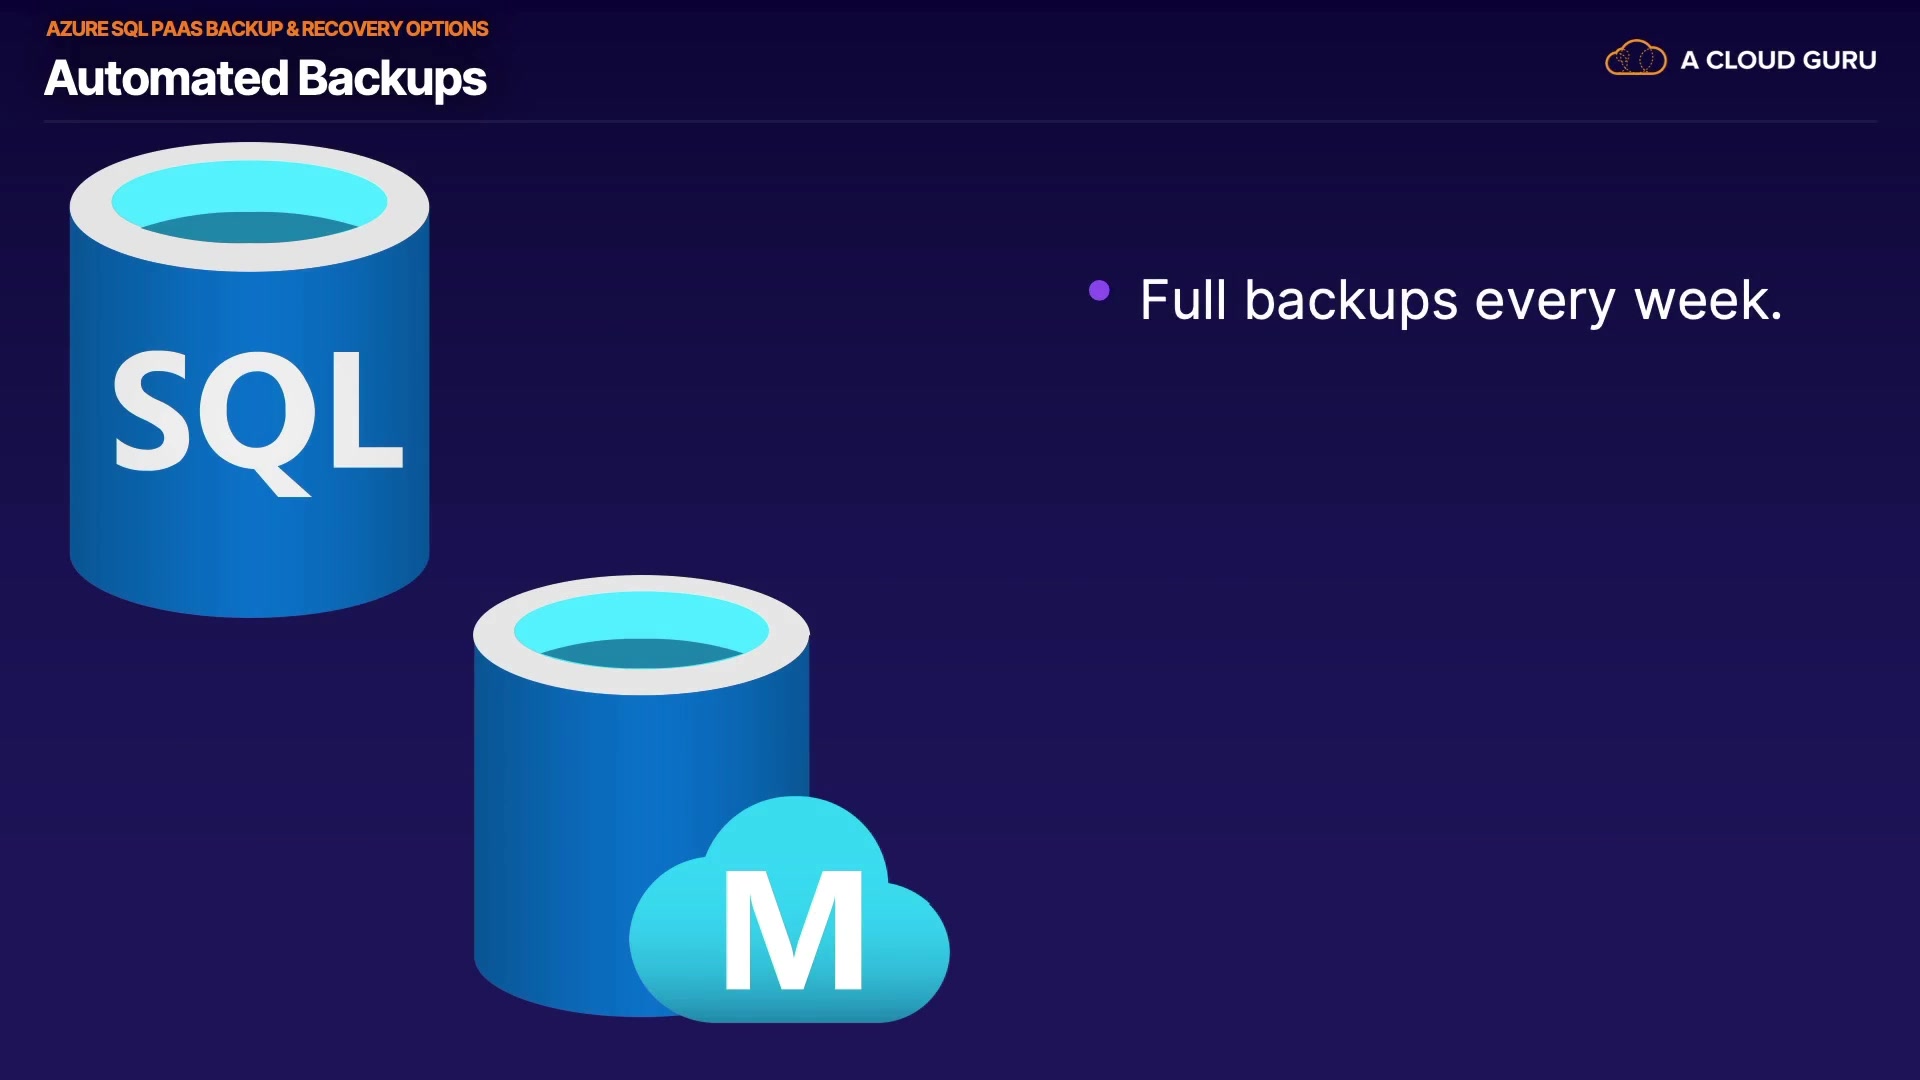 AZURE SQL PAAS BACKUP & RECOVERY OPTIONS
Automated Backups
A CLOUD GURU
Full backups every week.
SQL
M